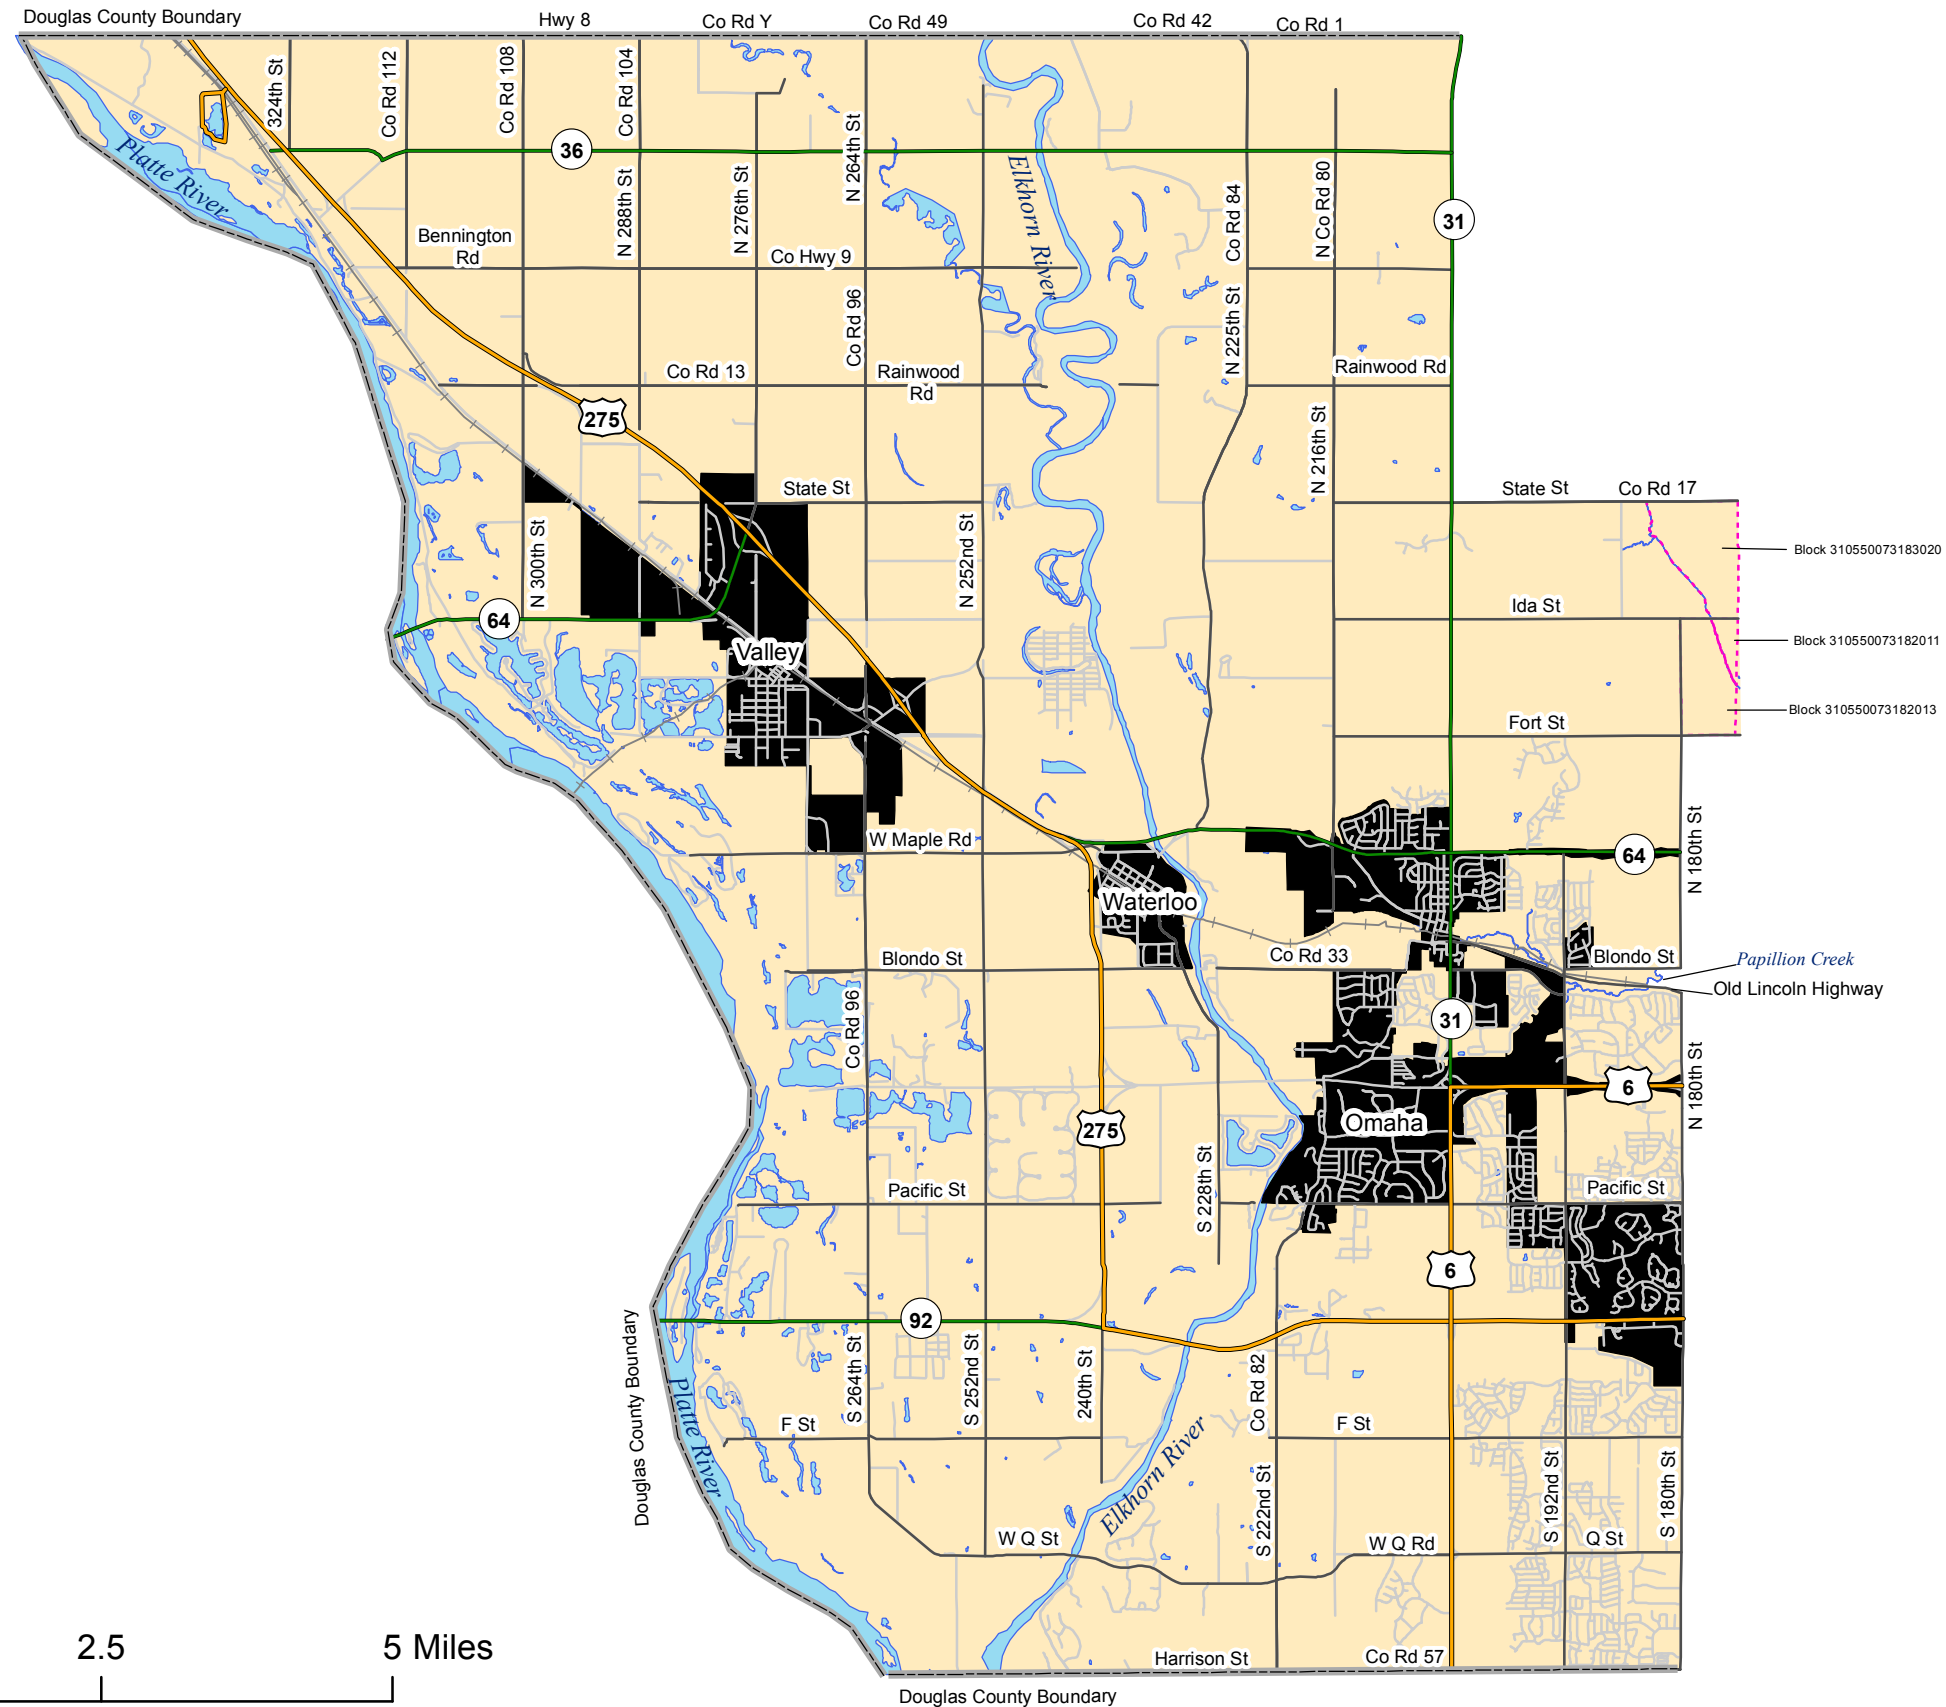 Douglas County Boundary
Hwy 8
Co Rd Y
Co Rd 49
Co Rd 42
Co Rd 1
324th St
Co Rd 112
Co Rd 108
Co Rd 104
N 264th St
36
Platte River
Elkhorn River
N 288th St
N 276th St
Co Rd 84
N Co Rd 80
31
Bennington
Rd
Co Hwy 9
Co Rd 96
N 225th St
Co Rd 13
Rainwood
Rd
Rainwood Rd
275
N 216th St
State St
State St
Co Rd 17
N 300th St
N 252nd St
Block 310550073183020
Ida St
64
Block 310550073182011
Valley
Block 310550073182013
Fort St
W Maple Rd
64
N 180th St
Waterloo
Blondo St
Co Rd 33
Blondo St
Papillion Creek
Old Lincoln Highway
Co Rd 96
31
N 180th St
6
275
Omaha
S 228th St
Pacific St
Pacific St
6
92
Douglas County Boundary
S 264th St
S 252nd St
240th St
Co Rd 82
Platte River
F St
F St
Elkhorn River
S 222nd St
S 192nd St
S 180th St
W Q St
W Q Rd
Q St
2.5
5 Miles
Harrison St
Co Rd 57
Douglas County Boundary